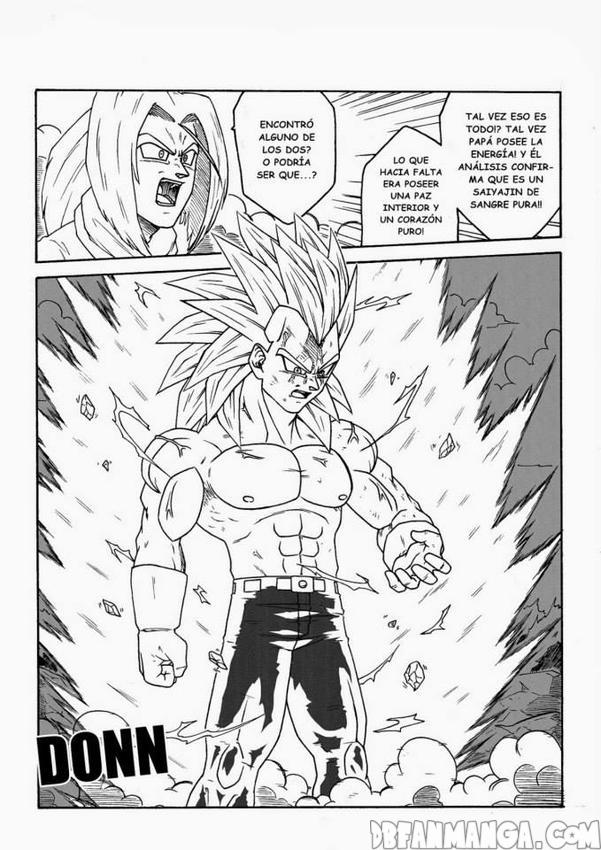 ENCONTRÓ
ALGUNO DE
LOS DOS?
O PODRÍA
SER QUE...?
LO QUE
HACIA FALTA
ERA POSEER
UNA PAZ
INTERIOR Y
UN CORAZÓN
PURO!
TAL VEZ ESO ES
TODO!? TAL VEZ
PAPÁ POSEE LA
ENERGÍA! Y ÉL
ANÁLISIS CONFIR-
MA QUE ES UN
SAIYAJIN DE
SANGRE PURA!!
DONN
DBFANMANGA.COM